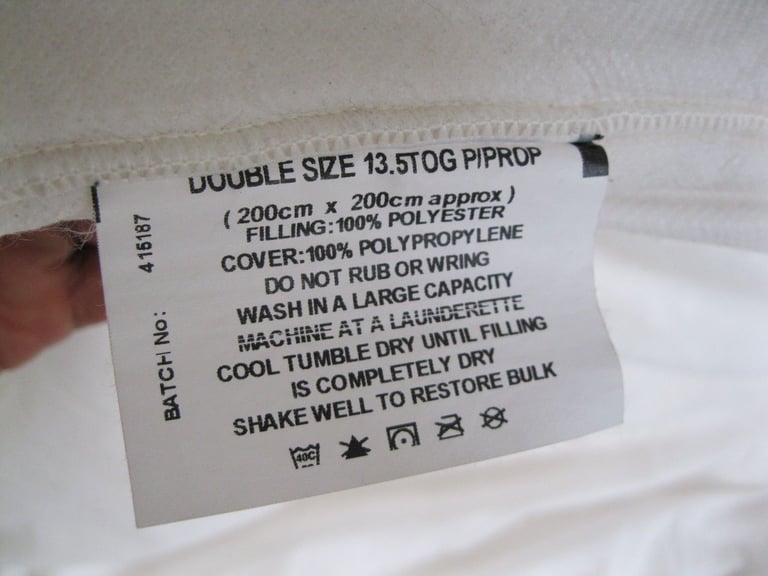 DOUBLE SIZE 13.5TOG P/PROP
( 200cm x 200cm approx )
FILLING:100% POLYESTER
COVER:100% POLYPROPYLENE
DO NOT RUB OR WRING
WASH IN A LARGE CAPACITY
MACHINE AT A LAUNDERETTE
COOL TUMBLE DRY UNTIL FILLING
IS COMPLETELY DRY
SHAKE WELL TO RESTORE BULK
40C
BATCH No: 415187